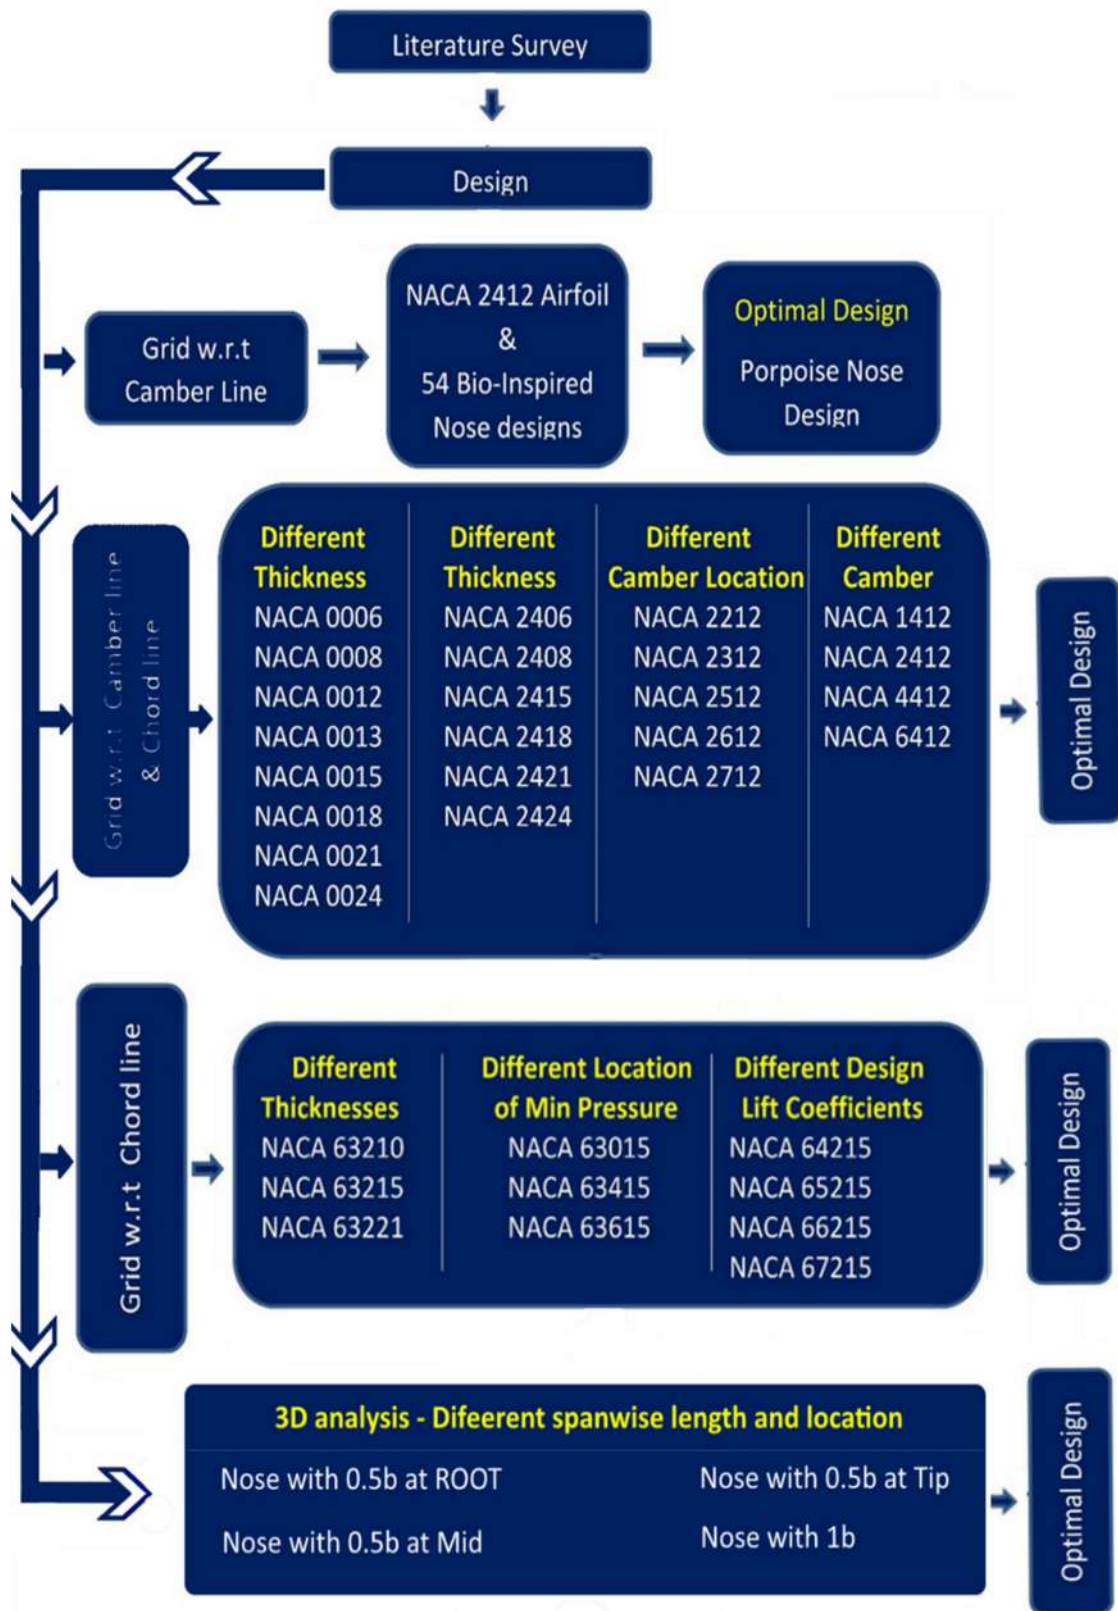 Literature Survey
Design
Grid w.r.t
Camber Line
NACA 2412 Airfoil
&
54 Bio-Inspired
Nose designs
Optimal Design
Porpoise Nose
Design
Grid w.r.t Camber line
& Chord line
Different
Thickness
NACA 0006
NACA 0008
NACA 0012
NACA 0013
NACA 0015
NACA 0018
NACA 0021
NACA 0024
Different
Thickness
NACA 2406
NACA 2408
NACA 2415
NACA 2418
NACA 2421
NACA 2424
Different
Camber Location
NACA 2212
NACA 2312
NACA 2512
NACA 2612
NACA 2712
Different
Camber
NACA 1412
NACA 2412
NACA 4412
NACA 6412
Optimal Design
Grid w.r.t Chord line
Different
Thicknesses
NACA 63210
NACA 63215
NACA 63221
Different Location
of Min Pressure
NACA 63015
NACA 63415
NACA 63615
Different Design
Lift Coefficients
NACA 64215
NACA 65215
NACA 66215
NACA 67215
Optimal Design
3D analysis - Difeerent spanwise length and location
Nose with 0.5b at ROOT
Nose with 0.5b at Tip
Nose with 0.5b at Mid
Nose with 1b
Optimal Design